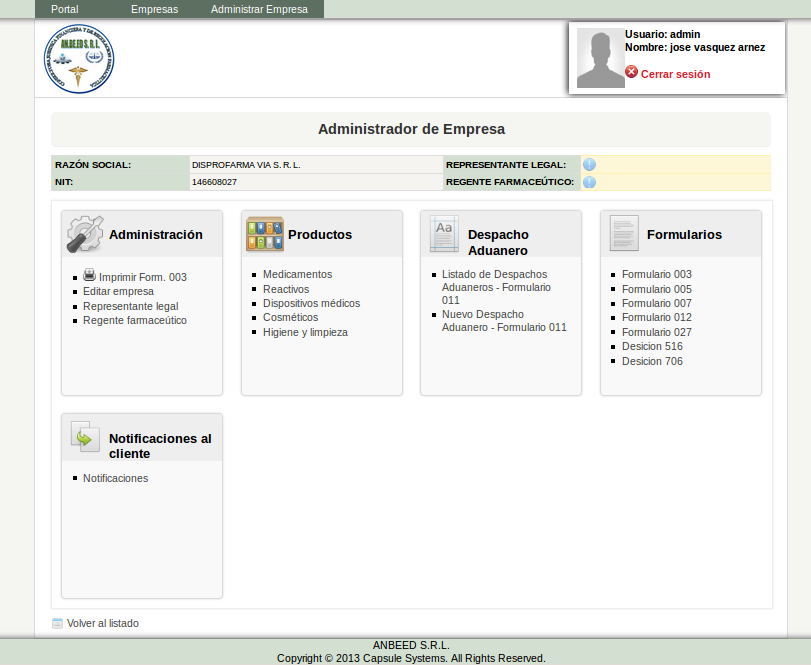 Portal Empresas Administrar Empresa
ANBEED S.R.L.
Usuario: admin
Nombre: jose vasquez arnez
Cerrar sesión
Administrador de Empresa
RAZÓN SOCIAL: DISPROFARMA VIA S. R. L. REPRESENTANTE LEGAL:
NIT: 146608027 REGENTE FARMACEÚTICO:
Administración
Imprimir Form. 003
Editar empresa
Representante legal
Regente farmaceútico
Productos
Medicamentos
Reactivos
Dispositivos médicos
Cosméticos
Higiene y limpieza
Aa
Despacho
Aduanero
Listado de Despachos
Aduaneros - Formulario
011
Nuevo Despacho
Aduanero - Formulario 011
Formularios
Formulario 003
Formulario 005
Formulario 007
Formulario 012
Formulario 027
Desicion 516
Desicion 706
Notificaciones al
cliente
Notificaciones
Volver al listado
ANBEED S.R.L.
Copyright © 2013 Capsule Systems. All Rights Reserved.